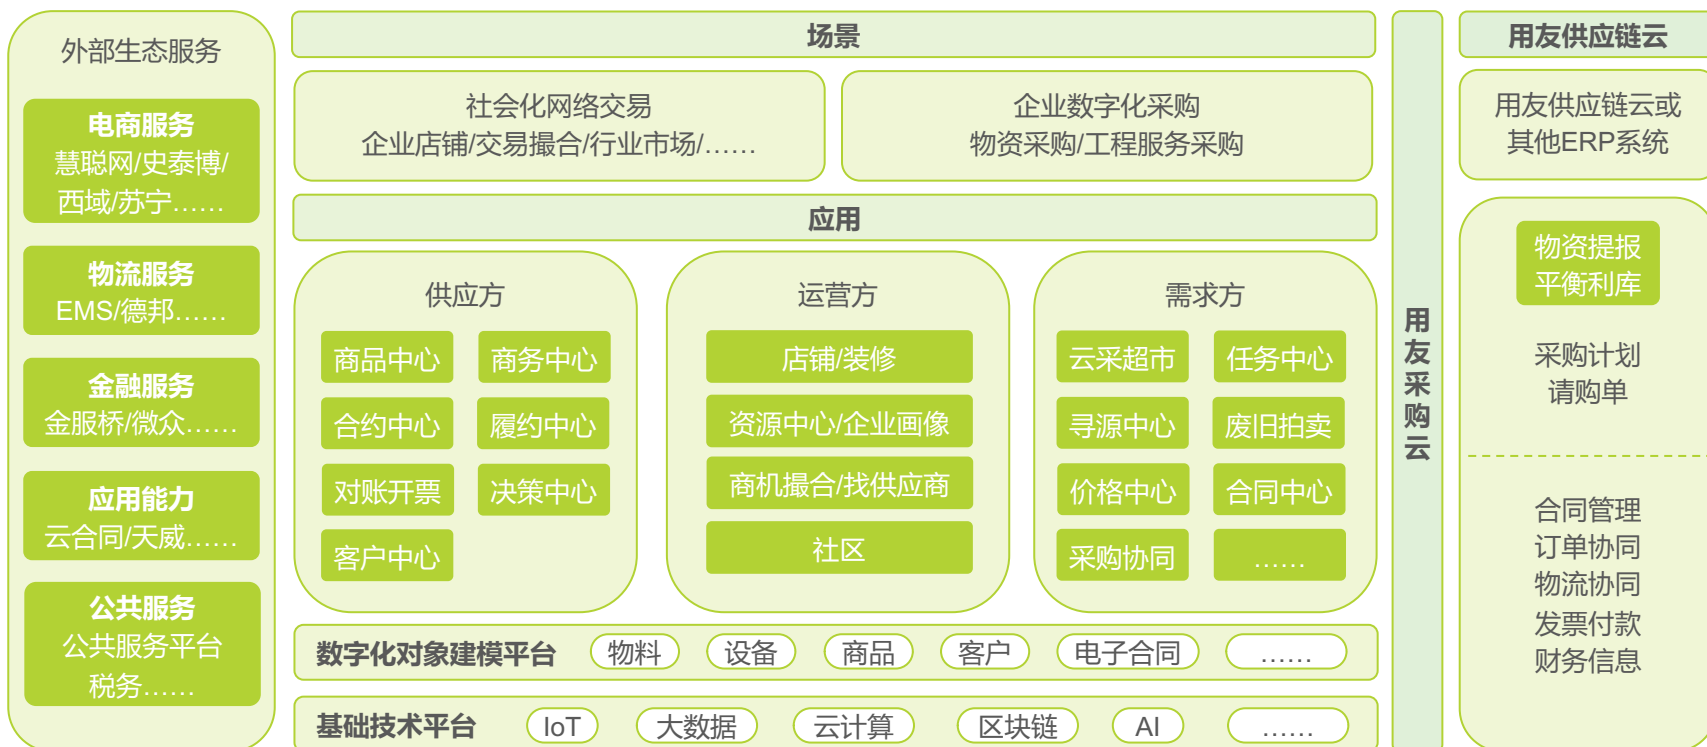 外部生态服务
电商服务
慧聪网/史泰博/
西域/苏宁……
物流服务
EMS/德邦……
金融服务
金服桥/微众……
应用能力
云合同/天威……
公共服务
公共服务平台
税务……
场景
社会化网络交易
企业店铺/交易撮合/行业市场/……
企业数字化采购
物资采购/工程服务采购
应用
供应方
商品中心 商务中心
合约中心 履约中心
对账开票 决策中心
客户中心
运营方
店铺/装修
资源中心/企业画像
商机撮合/找供应商
社区
需求方
云采超市 任务中心
寻源中心 废旧拍卖
价格中心 合同中心
采购协同 ……
数字化对象建模平台 物料 设备 商品 客户 电子合同 ……
基础技术平台 IoT 大数据 云计算 区块链 AI ……
用友采购云
用友供应链云
用友供应链云或
其他ERP系统
物资提报
平衡利库
采购计划
请购单
合同管理
订单协同
物流协同
发票付款
财务信息